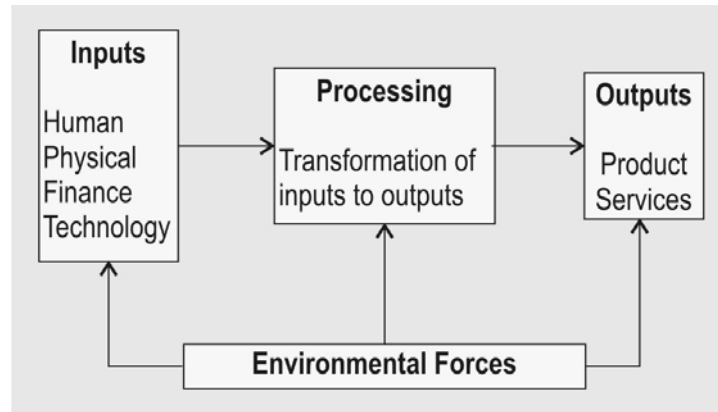 Inputs
Human
Physical
Finance
Technology
Processing
Transformation of
inputs to outputs
Outputs
Product
Services
Environmental Forces